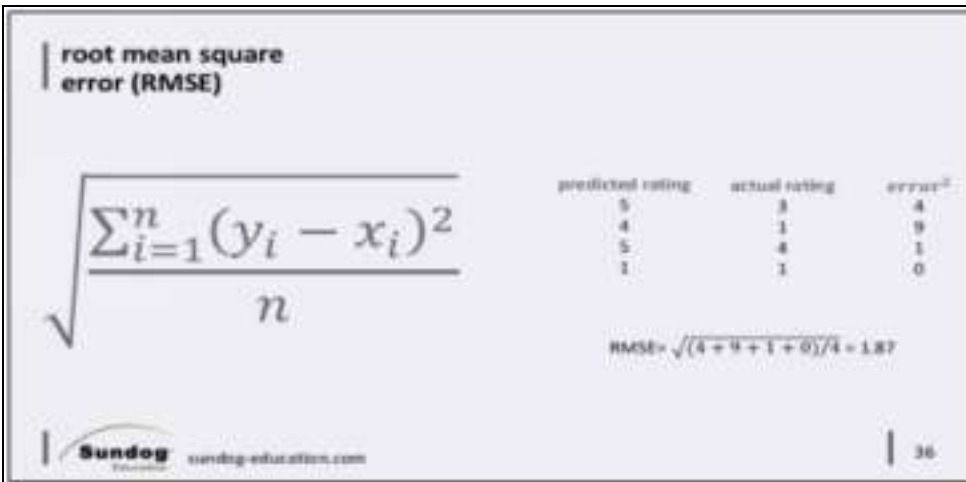 root mean square
error (RMSE)
√(∑ⁿᵢ₌₁(yᵢ − xᵢ)² / n)
predicted rating actual rating error²
5 3 4
4 1 9
5 4 1
1 1 0
RMSE= √(4 + 9 + 1 + 0)/4 = 1.87
Sundog
Education
sundog-education.com
36